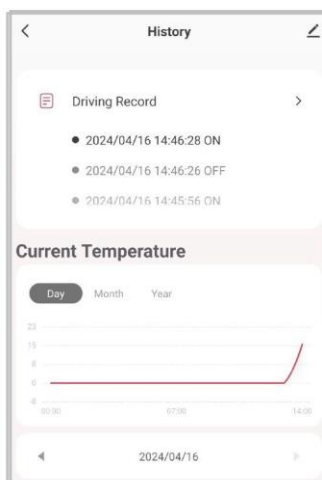 History
Driving Record
2024/04/16 14:46:28 ON
2024/04/16 14:46:26 OFF
2024/04/16 14:45:56 ON
Current Temperature
Day Month Year
23
15
8
0
-8
00:00 07:00 14:00
2024/04/16